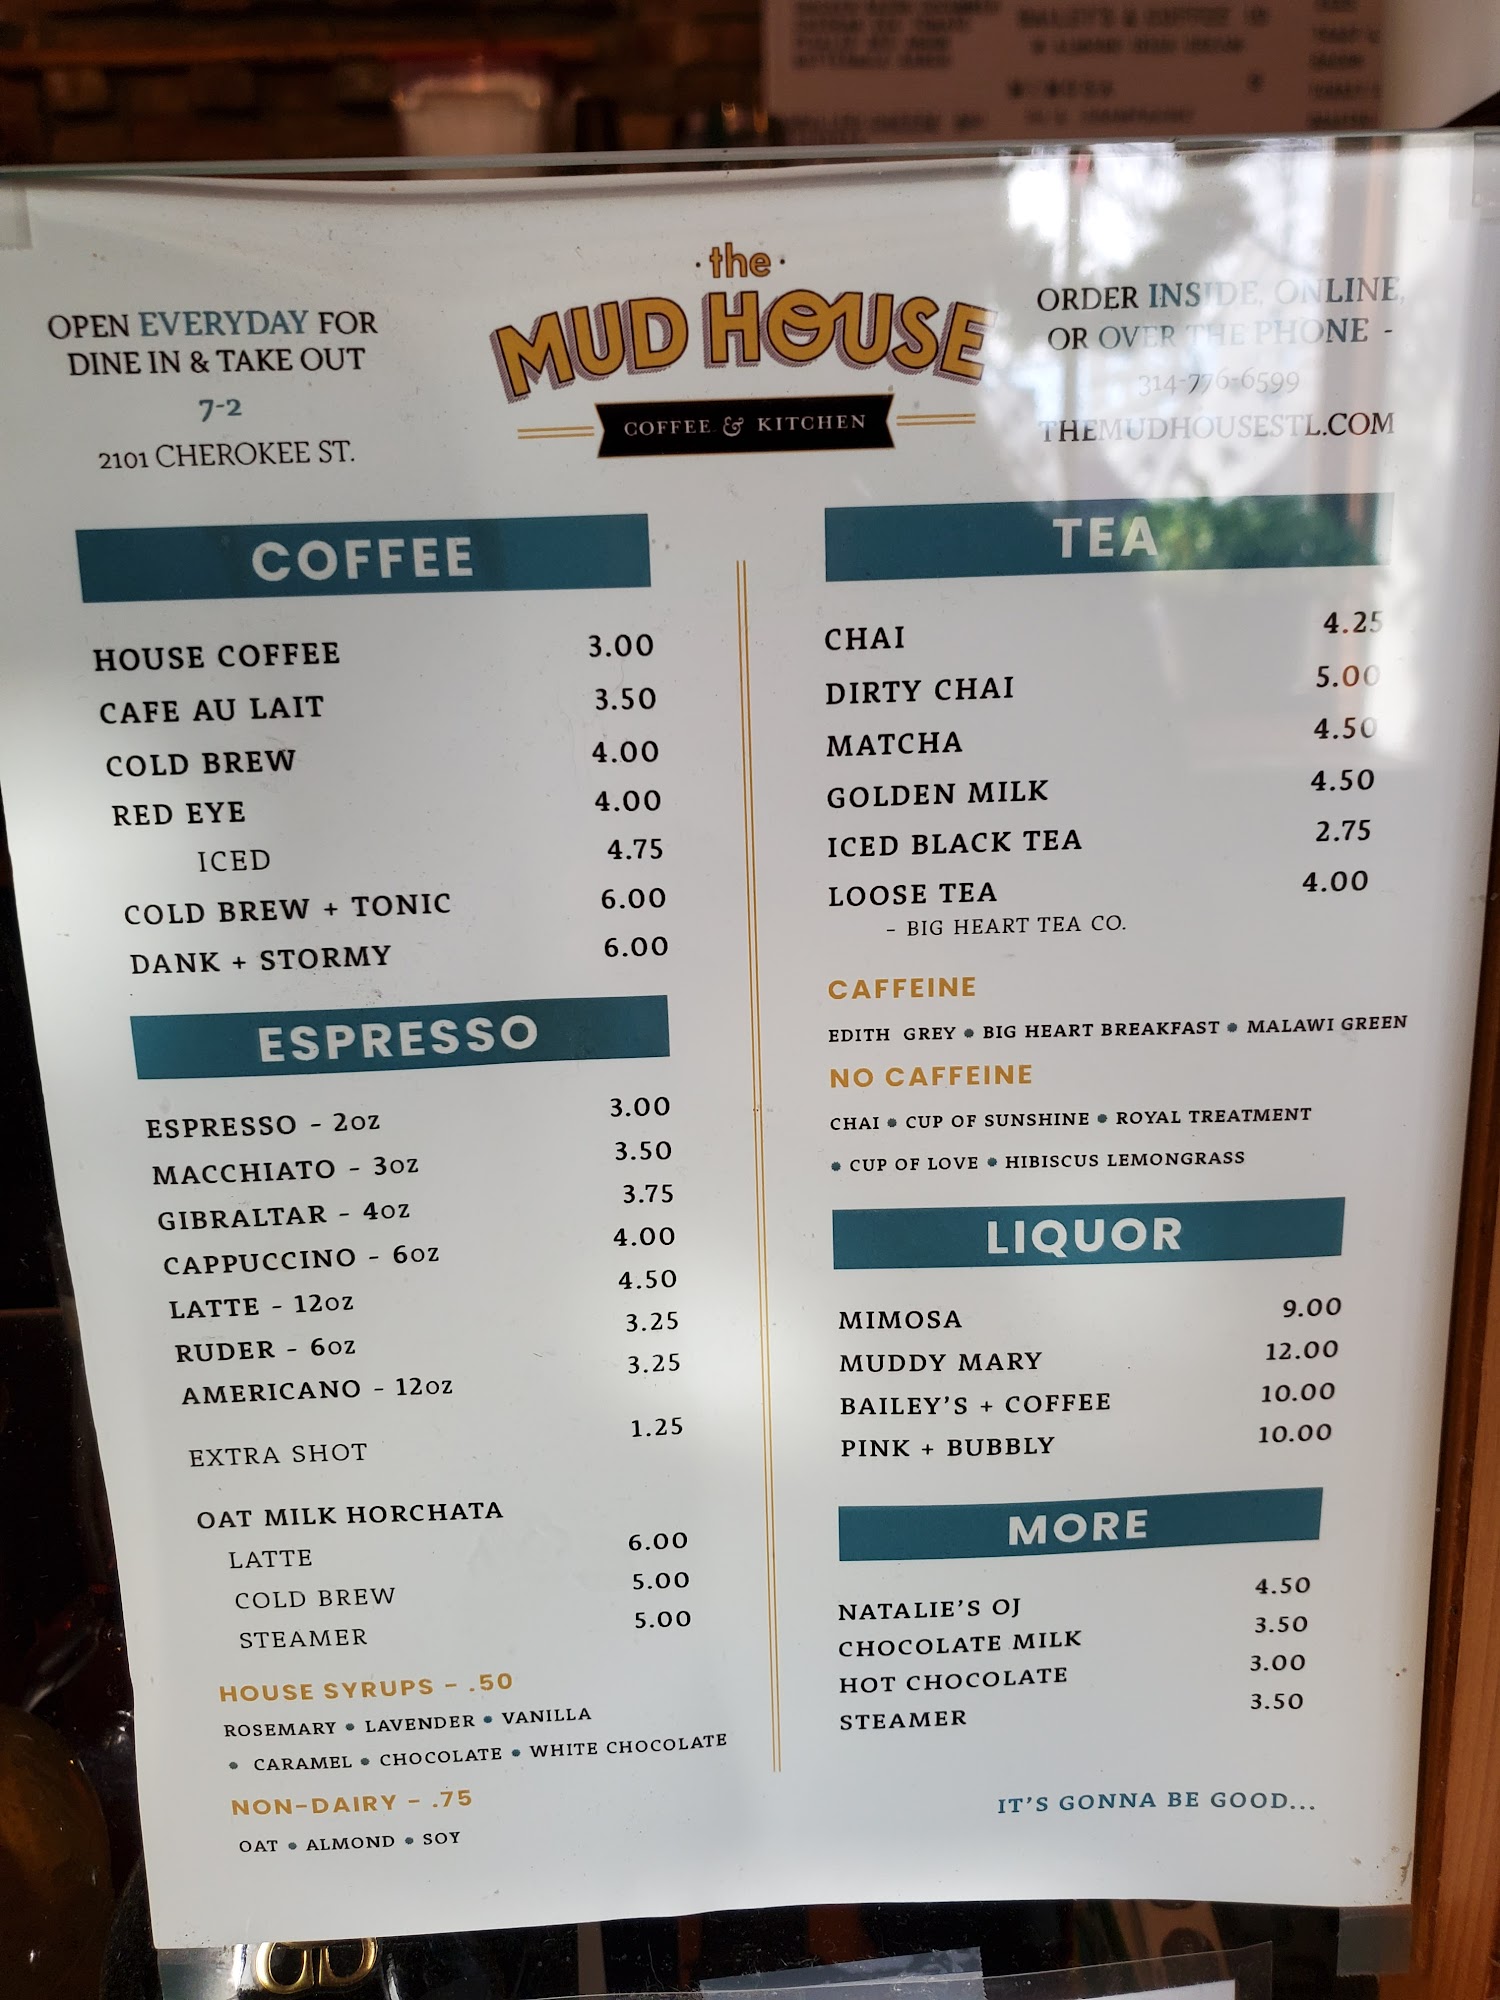 OPEN EVERYDAY FOR
DINE IN & TAKE OUT
7-2
2101 CHEROKEE ST.
the
MUD HOUSE
COFFEE & KITCHEN
ORDER INSIDE, ONLINE,
OR OVER THE PHONE -
314-776-6599
THEMUDHOUSESTL.COM
COFFEE
HOUSE COFFEE 3.00
CAFE AU LAIT 3.50
COLD BREW 4.00
RED EYE 4.00
ICED 4.75
COLD BREW + TONIC 6.00
DANK + STORMY 6.00
ESPRESSO
ESPRESSO - 2OZ 3.00
MACCHIATO - 3OZ 3.50
GIBRALTAR - 4OZ 3.75
CAPPUCCINO - 6OZ 4.00
LATTE - 12OZ 4.50
RUDER - 6OZ 3.25
AMERICANO - 12OZ 3.25
EXTRA SHOT 1.25
OAT MILK HORCHATA
LATTE 6.00
COLD BREW 5.00
STEAMER 5.00
HOUSE SYRUPS - .50
ROSEMARY • LAVENDER • VANILLA
• CARAMEL • CHOCOLATE • WHITE CHOCOLATE
NON-DAIRY - .75
OAT • ALMOND • SOY
TEA
CHAI 4.25
DIRTY CHAI 5.00
MATCHA 4.50
GOLDEN MILK 4.50
ICED BLACK TEA 2.75
LOOSE TEA 4.00
- BIG HEART TEA CO.
CAFFEINE
EDITH GREY • BIG HEART BREAKFAST • MALAWI GREEN
NO CAFFEINE
CHAI • CUP OF SUNSHINE • ROYAL TREATMENT
• CUP OF LOVE • HIBISCUS LEMONGRASS
LIQUOR
MIMOSA 9.00
MUDDY MARY 12.00
BAILEY'S + COFFEE 10.00
PINK + BUBBLY 10.00
MORE
NATALIE'S OJ 4.50
CHOCOLATE MILK 3.50
HOT CHOCOLATE 3.00
STEAMER 3.50
IT'S GONNA BE GOOD...